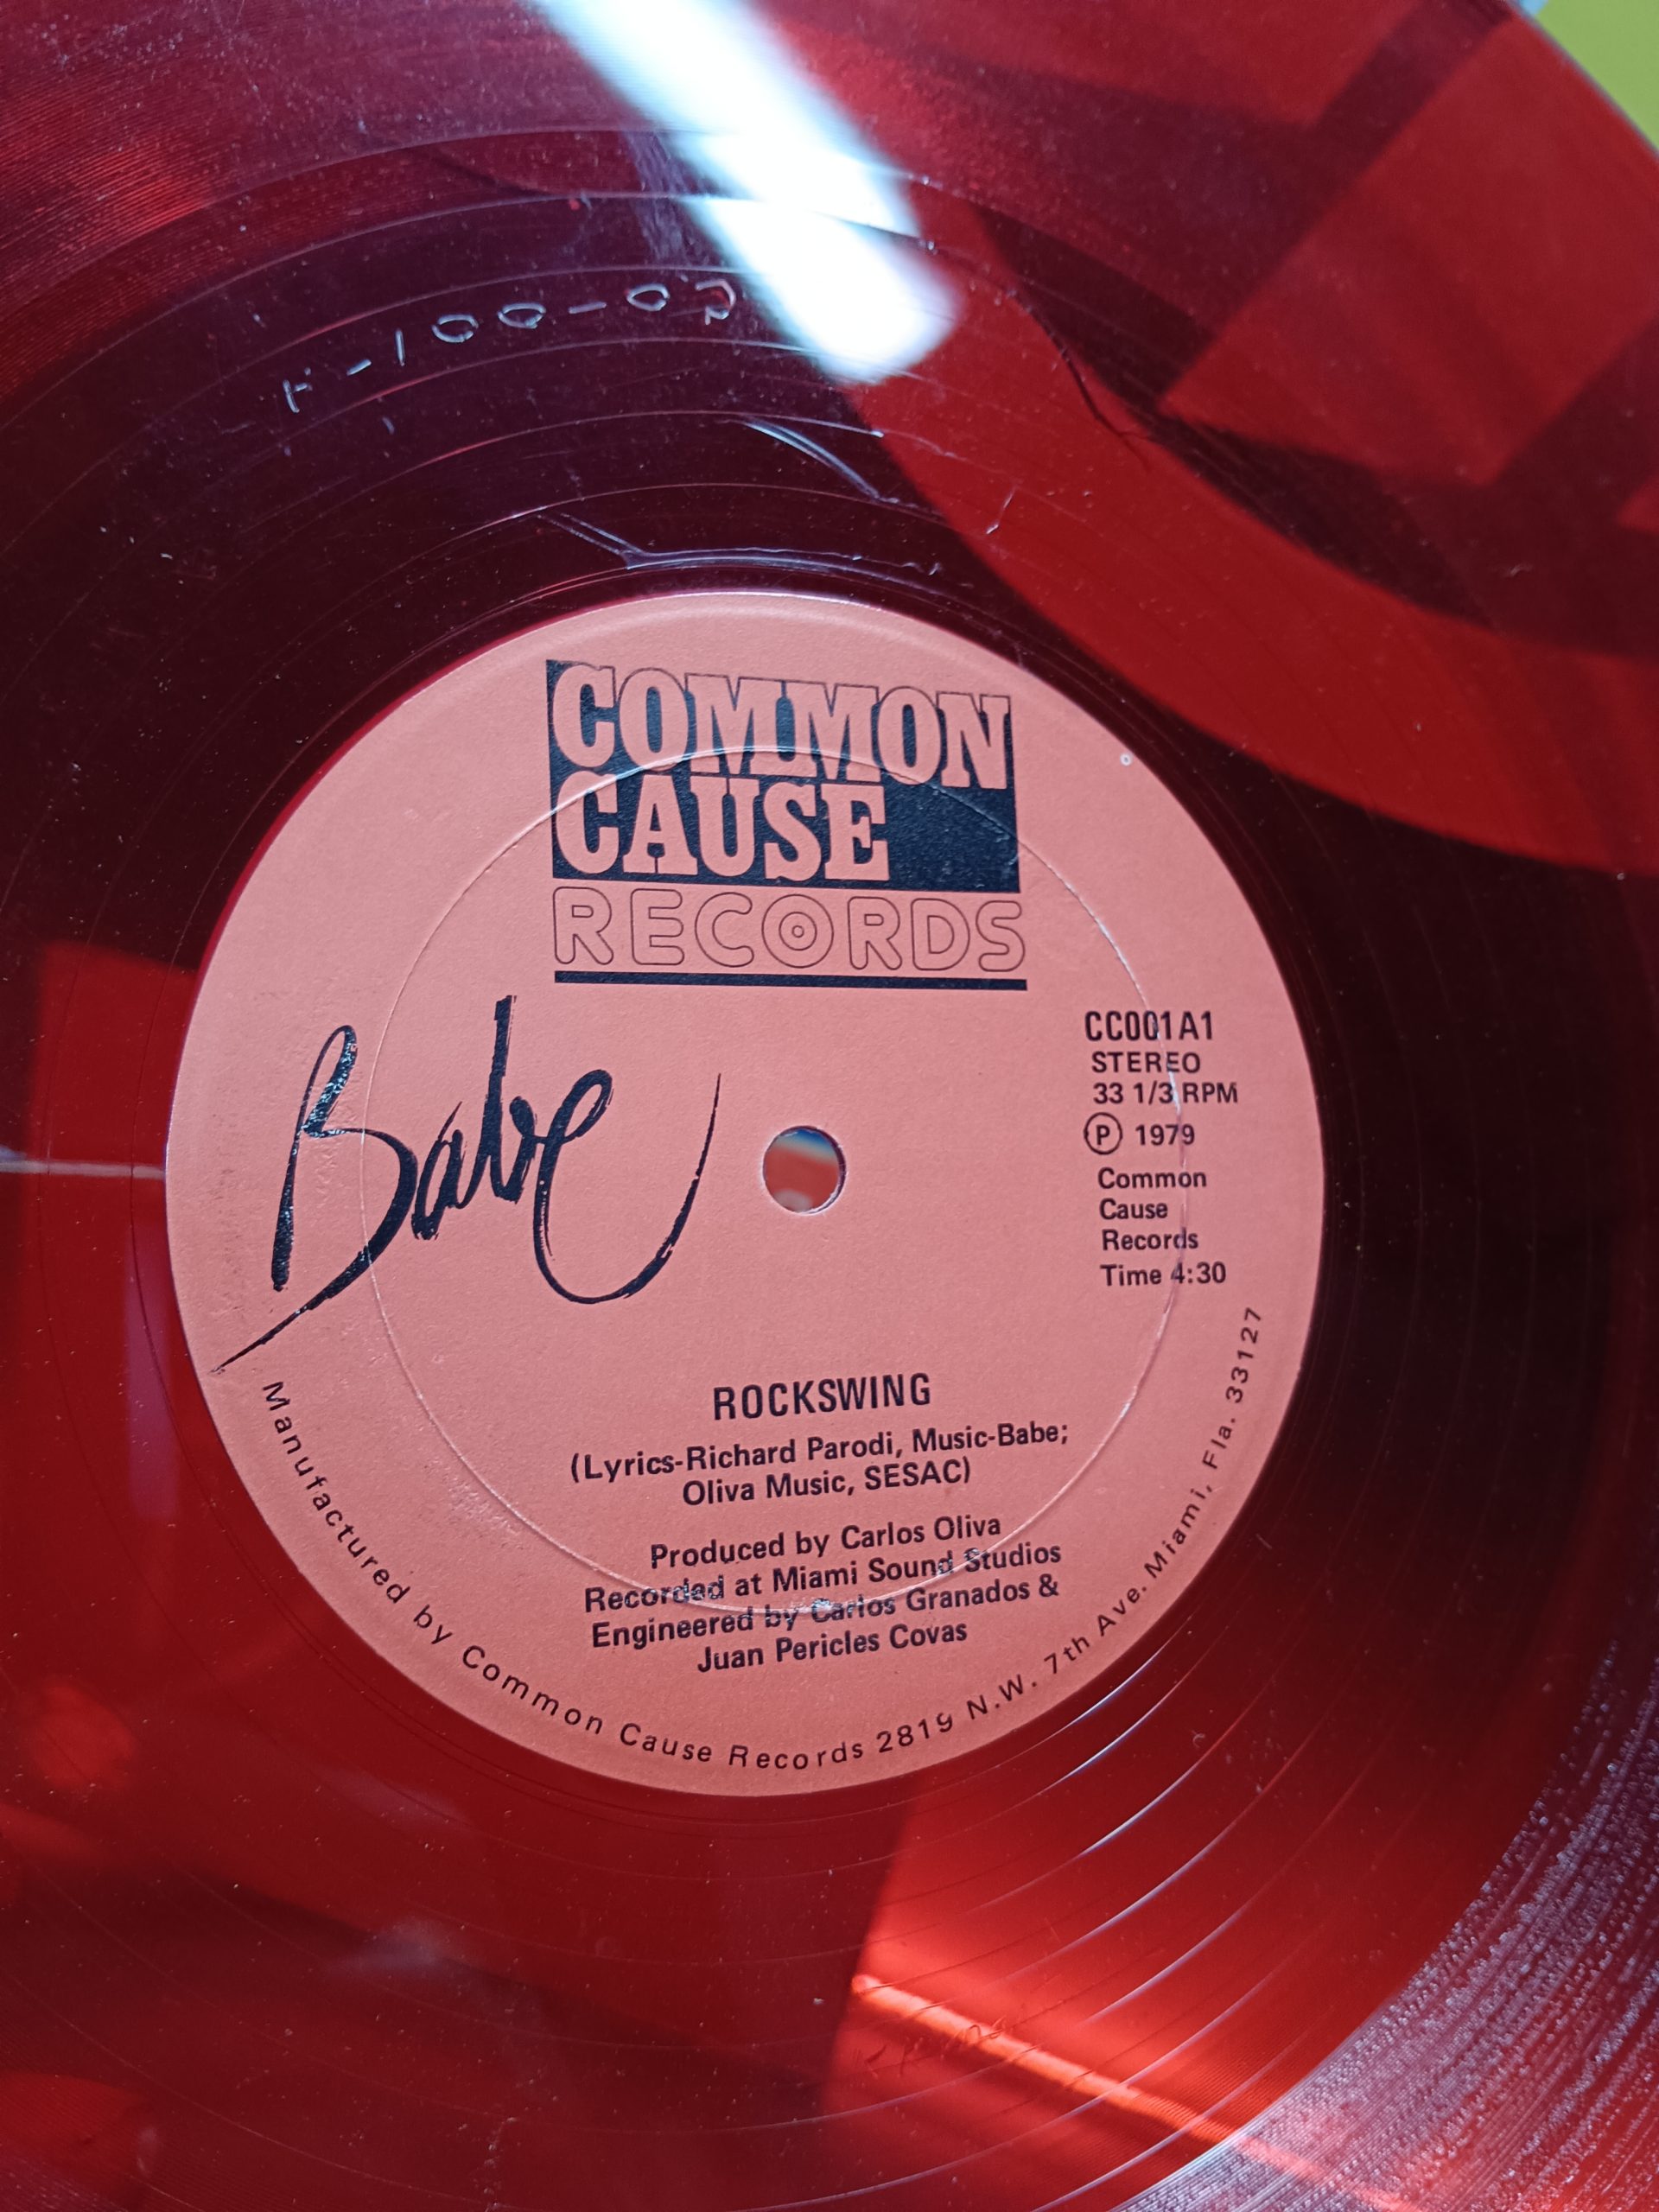 COMMON
CAUSE
RECORDS
Babe
CC001A1
STEREO
33 1/3 RPM
Ⓟ 1979
Common
Cause
Records
Time 4:30
ROCKSWING
(Lyrics-Richard Parodi, Music-Babe;
Oliva Music, SESAC)
Produced by Carlos Oliva
Recorded at Miami Sound Studios
Engineered by Carlos Granados &
Juan Pericles Covas
Manufactured by Common Cause Records 2819 N.W. 7th Ave. Miami, Fla. 33127